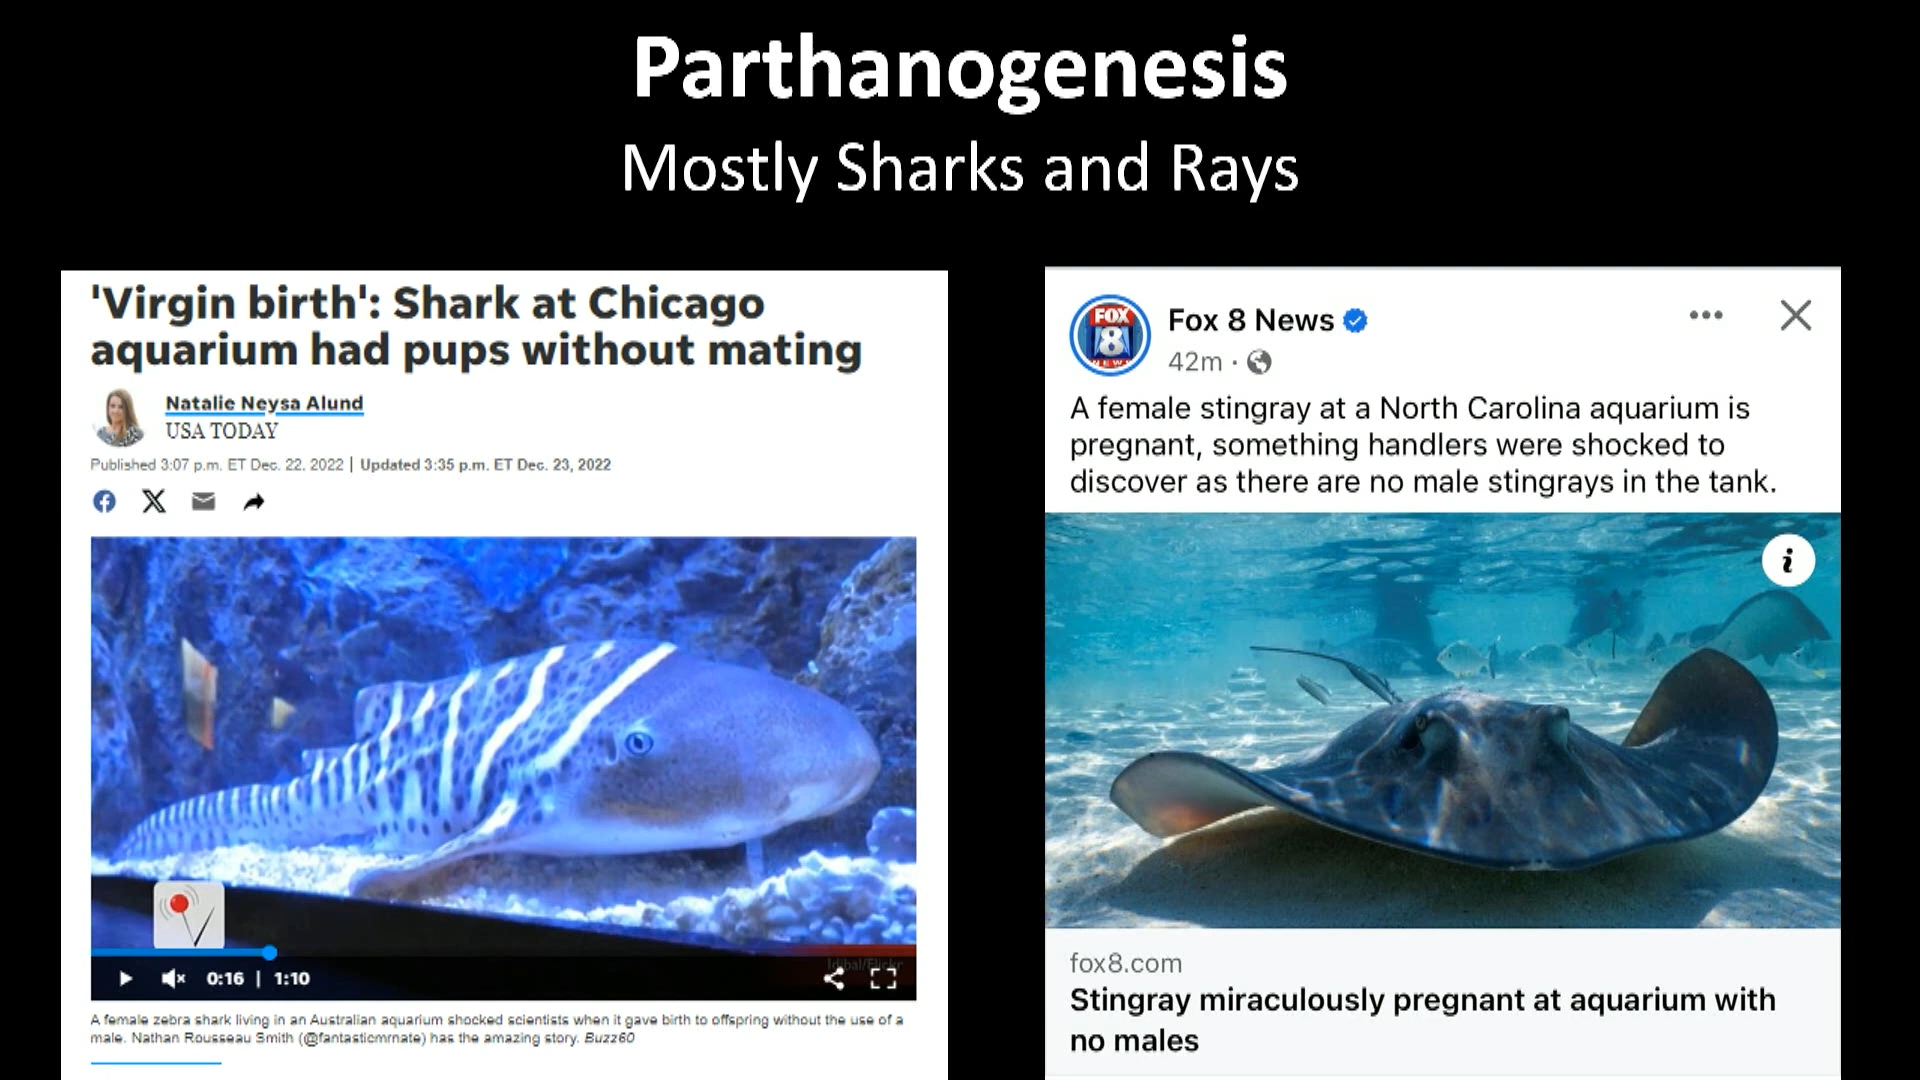 Parthanogenesis
Mostly Sharks and Rays
'Virgin birth': Shark at Chicago
aquarium had pups without mating
Natalie Neysa Alund
USA TODAY
Published 3:07 p.m. ET Dec. 22, 2022 | Updated 3:35 p.m. ET Dec. 23, 2022
0:16 | 1:10
A female zebra shark living in an Australian aquarium shocked scientists when it gave birth to offspring without the use of a
male. Nathan Rousseau Smith (@fantasticmrnate) has the amazing story. Buzz60
FOX
8
NEWS
Fox 8 News
42m ·
A female stingray at a North Carolina aquarium is
pregnant, something handlers were shocked to
discover as there are no male stingrays in the tank.
i
fox8.com
Stingray miraculously pregnant at aquarium with
no males